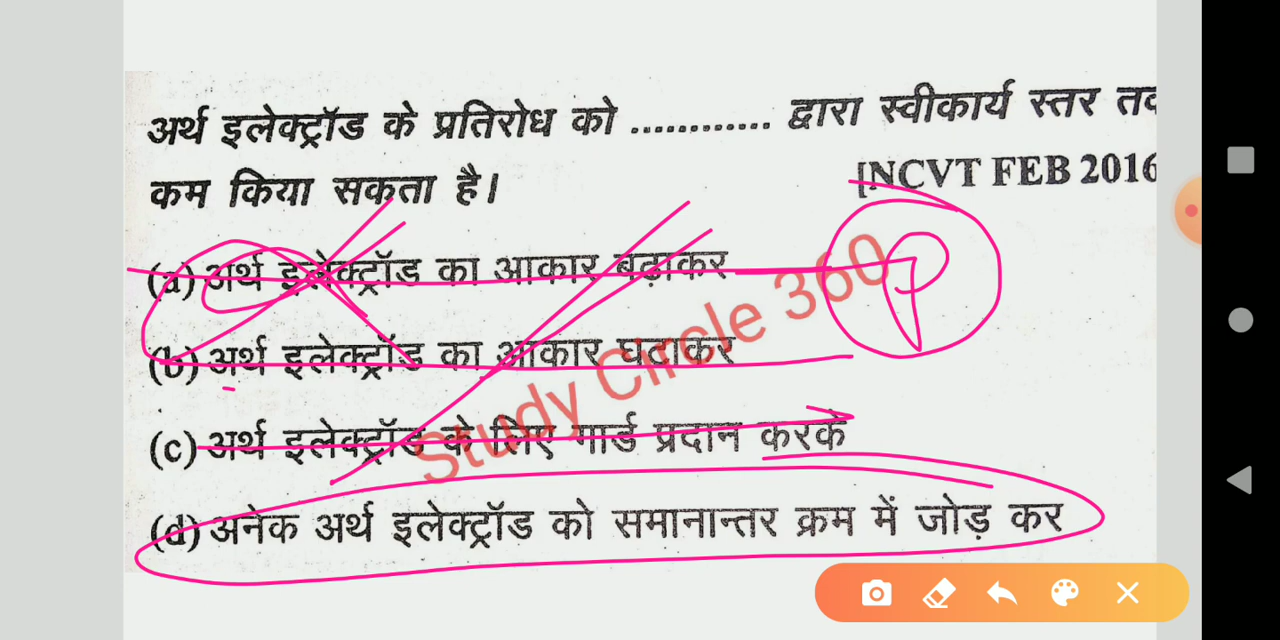 अर्थ इलेक्ट्रॉड के प्रतिरोध को ............ द्वारा स्वीकार्य स्तर
कम किया सकता है।
[NCVT FEB 2016
(a) अर्थ इलेक्ट्रॉड का आकार बढ़ाकर
(b) अर्थ इलेक्ट्रॉड का आकार घटाकर
(c) अर्थ इलेक्ट्रॉड के लिए गार्ड प्रदान करके
(d) अनेक अर्थ इलेक्ट्रॉड को समानान्तर क्रम में जोड़ कर
Study Circle 360